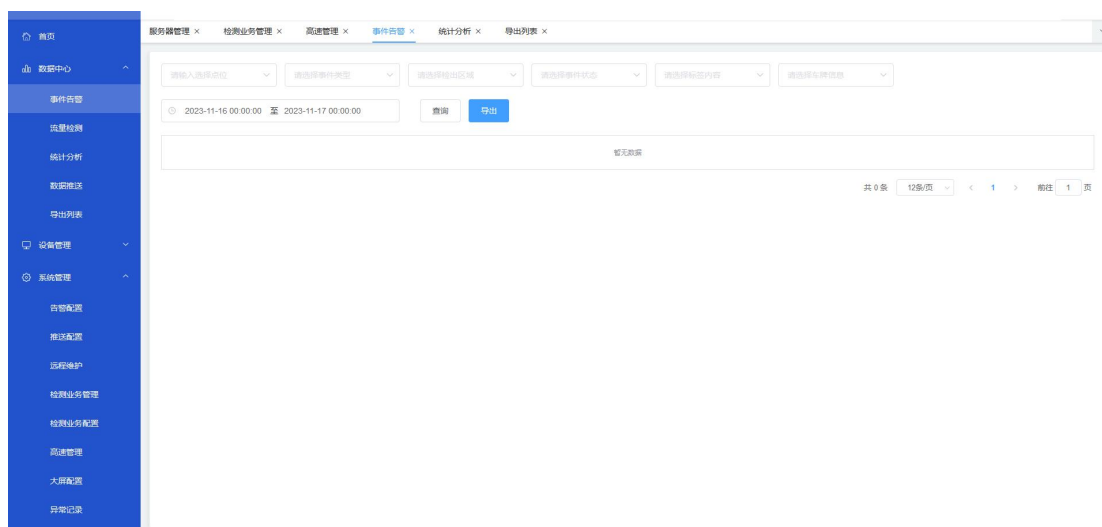 首页
数据中心
事件告警
流量检测
统计分析
数据推送
导出列表
设备管理
系统管理
告警配置
推送配置
远程维护
检测业务管理
检测业务配置
高速管理
大屏配置
异常记录
服务器管理 × 检测业务管理 × 高速管理 × 事件告警 × 统计分析 × 导出列表 ×
请输入选择点位 请选择事件类型 请选择检出区域 请选择事件状态 请选择标签内容 请选择车牌信息
2023-11-16 00:00:00 至 2023-11-17 00:00:00 查询 导出
暂无数据
共 0 条 12条/页 < 1 > 前往 1 页